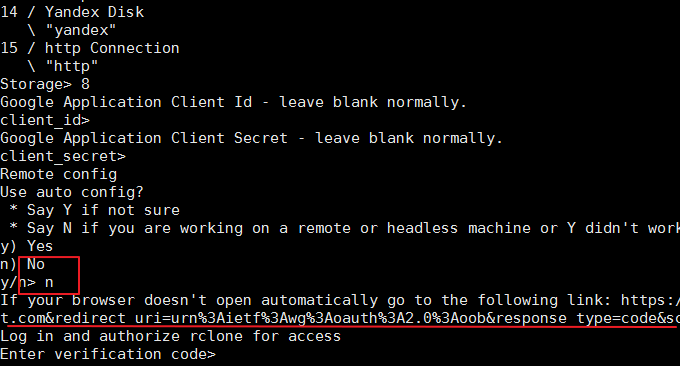 14 / Yandex Disk
   \ "yandex"
15 / http Connection
   \ "http"
Storage> 8
Google Application Client Id - leave blank normally.
client_id>
Google Application Client Secret - leave blank normally.
client_secret>
Remote config
Use auto config?
 * Say Y if not sure
 * Say N if you are working on a remote or headless machine or Y didn't work
y) Yes
n) No
y/n> n
If your browser doesn't open automatically go to the following link: https:/
t.com&redirect_uri=urn%3Aietf%3Awg%3Aoauth%3A2.0%3Aoob&response_type=code&sc
Log in and authorize rclone for access
Enter verification code>